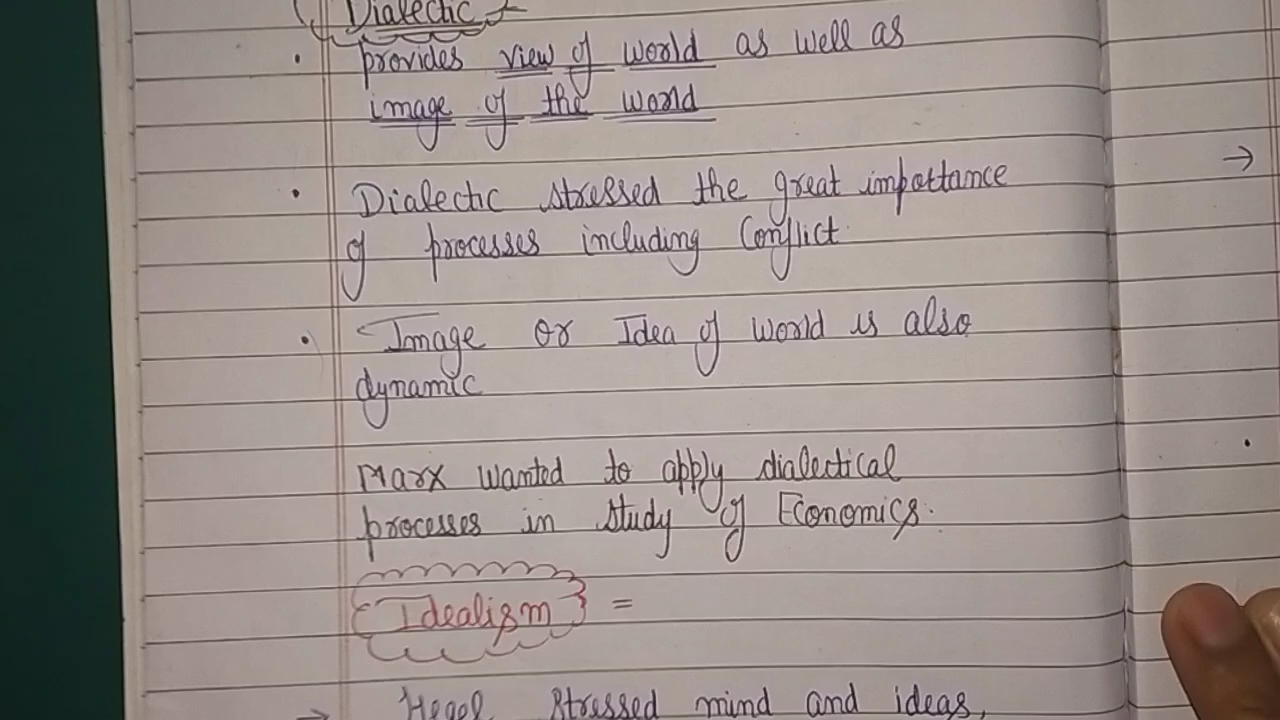 Dialectic
• provides view of world as well as
image of the world
• Dialectic stressed the great importance
of processes including Conflict
• Image or Idea of world is also
dynamic
Marx wanted to apply dialectical
processes in study of Economics.
Idealism =
→ Hegel stressed mind and ideas,